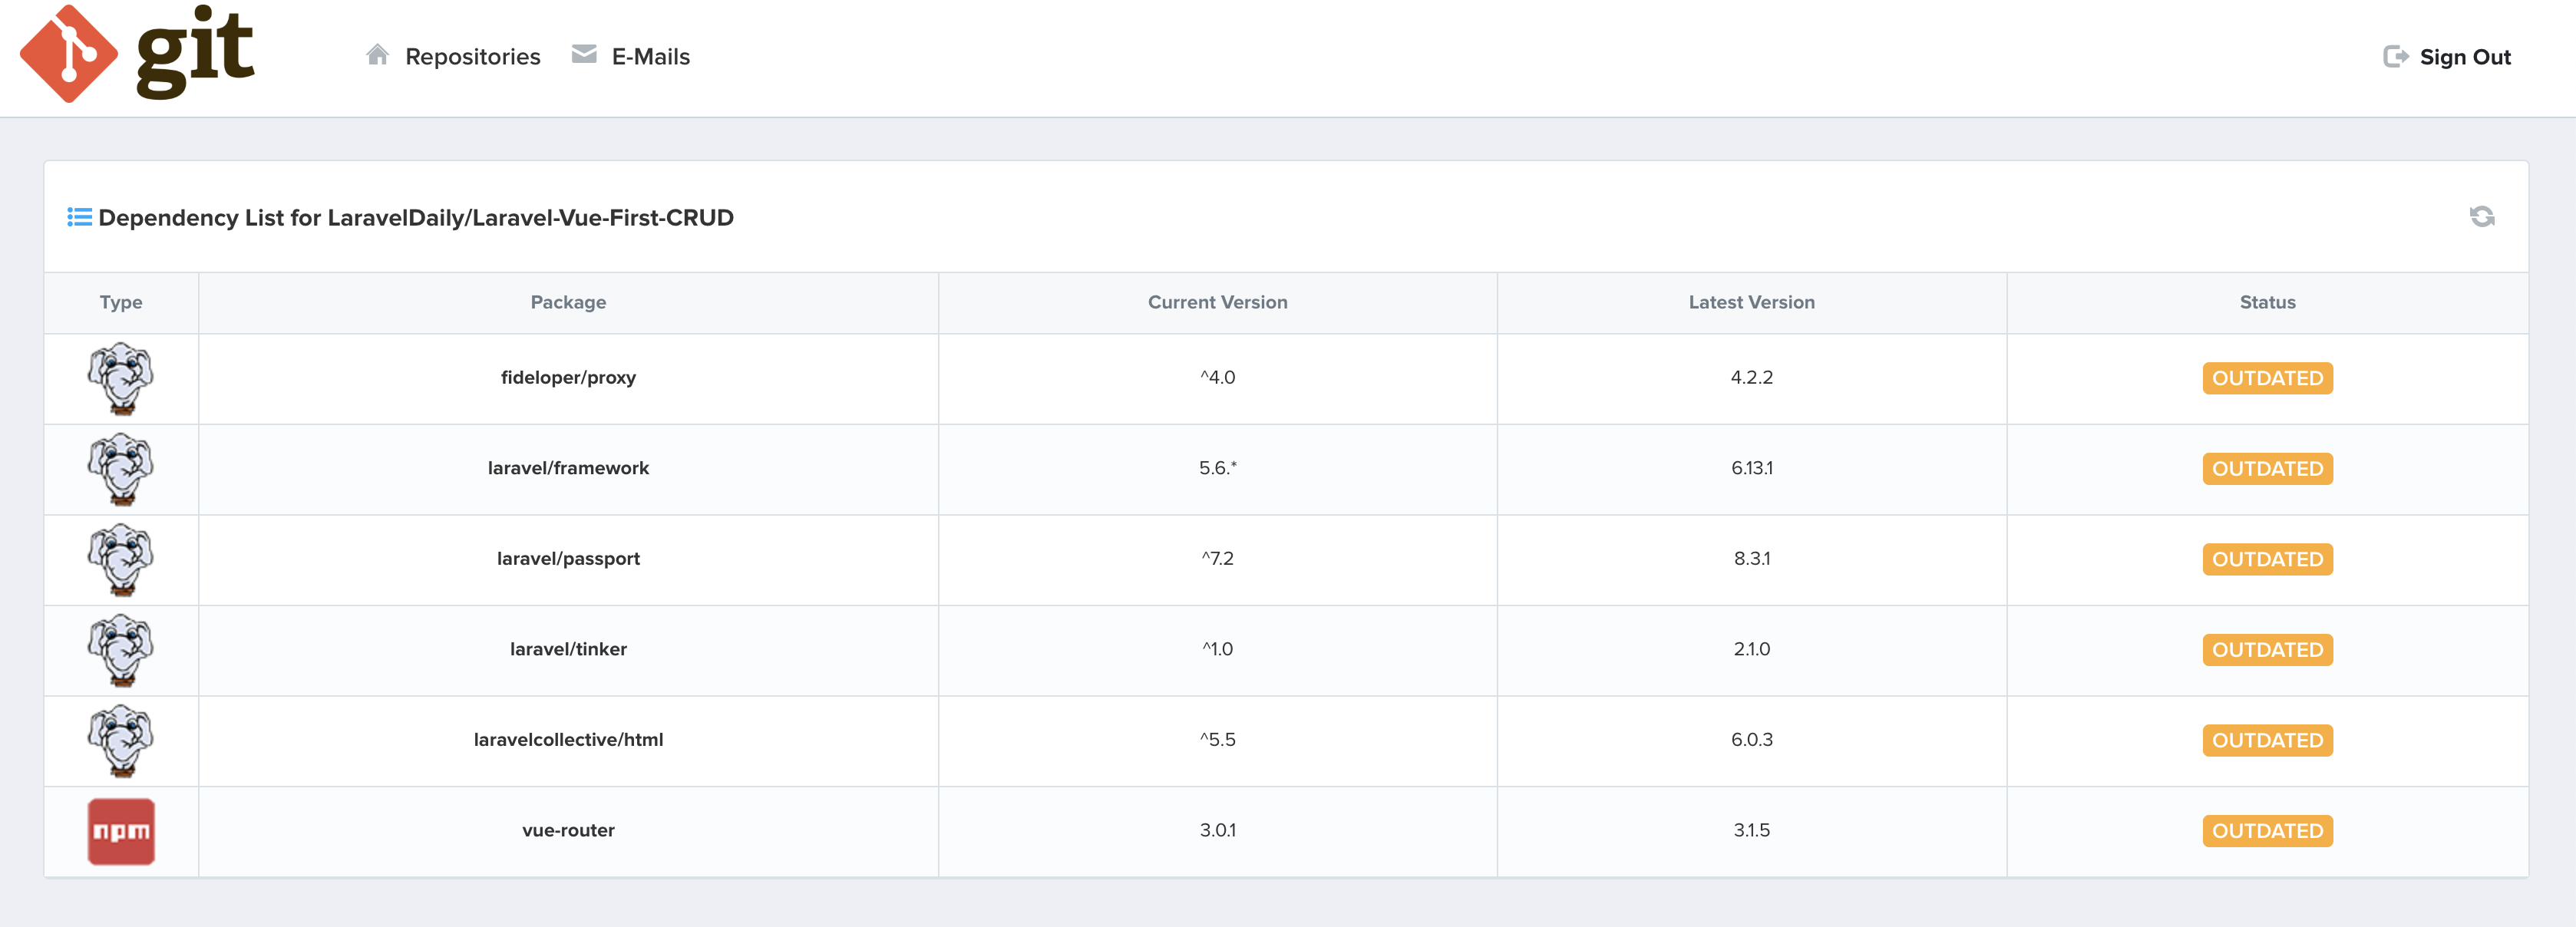 git Repositories E-Mails Sign Out
Dependency List for LaravelDaily/Laravel-Vue-First-CRUD
Type Package Current Version Latest Version Status
fideloper/proxy ^4.0 4.2.2 OUTDATED
laravel/framework 5.6.* 6.13.1 OUTDATED
laravel/passport ^7.2 8.3.1 OUTDATED
laravel/tinker ^1.0 2.1.0 OUTDATED
laravelcollective/html ^5.5 6.0.3 OUTDATED
npm vue-router 3.0.1 3.1.5 OUTDATED